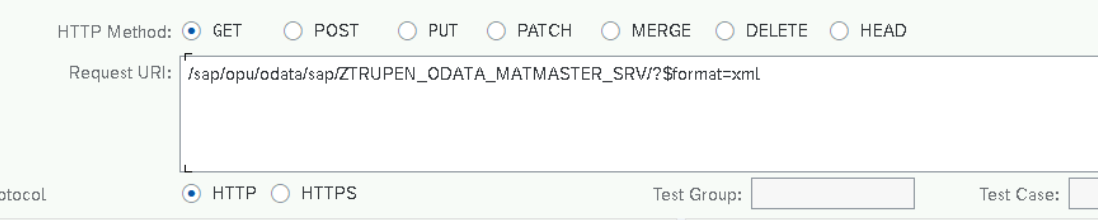 HTTP Method: GET POST PUT PATCH MERGE DELETE HEAD
Request URI: /sap/opu/odata/sap/ZTRUPEN_ODATA_MATMASTER_SRV/?$format=xml
otocol HTTP HTTPS Test Group: Test Case: